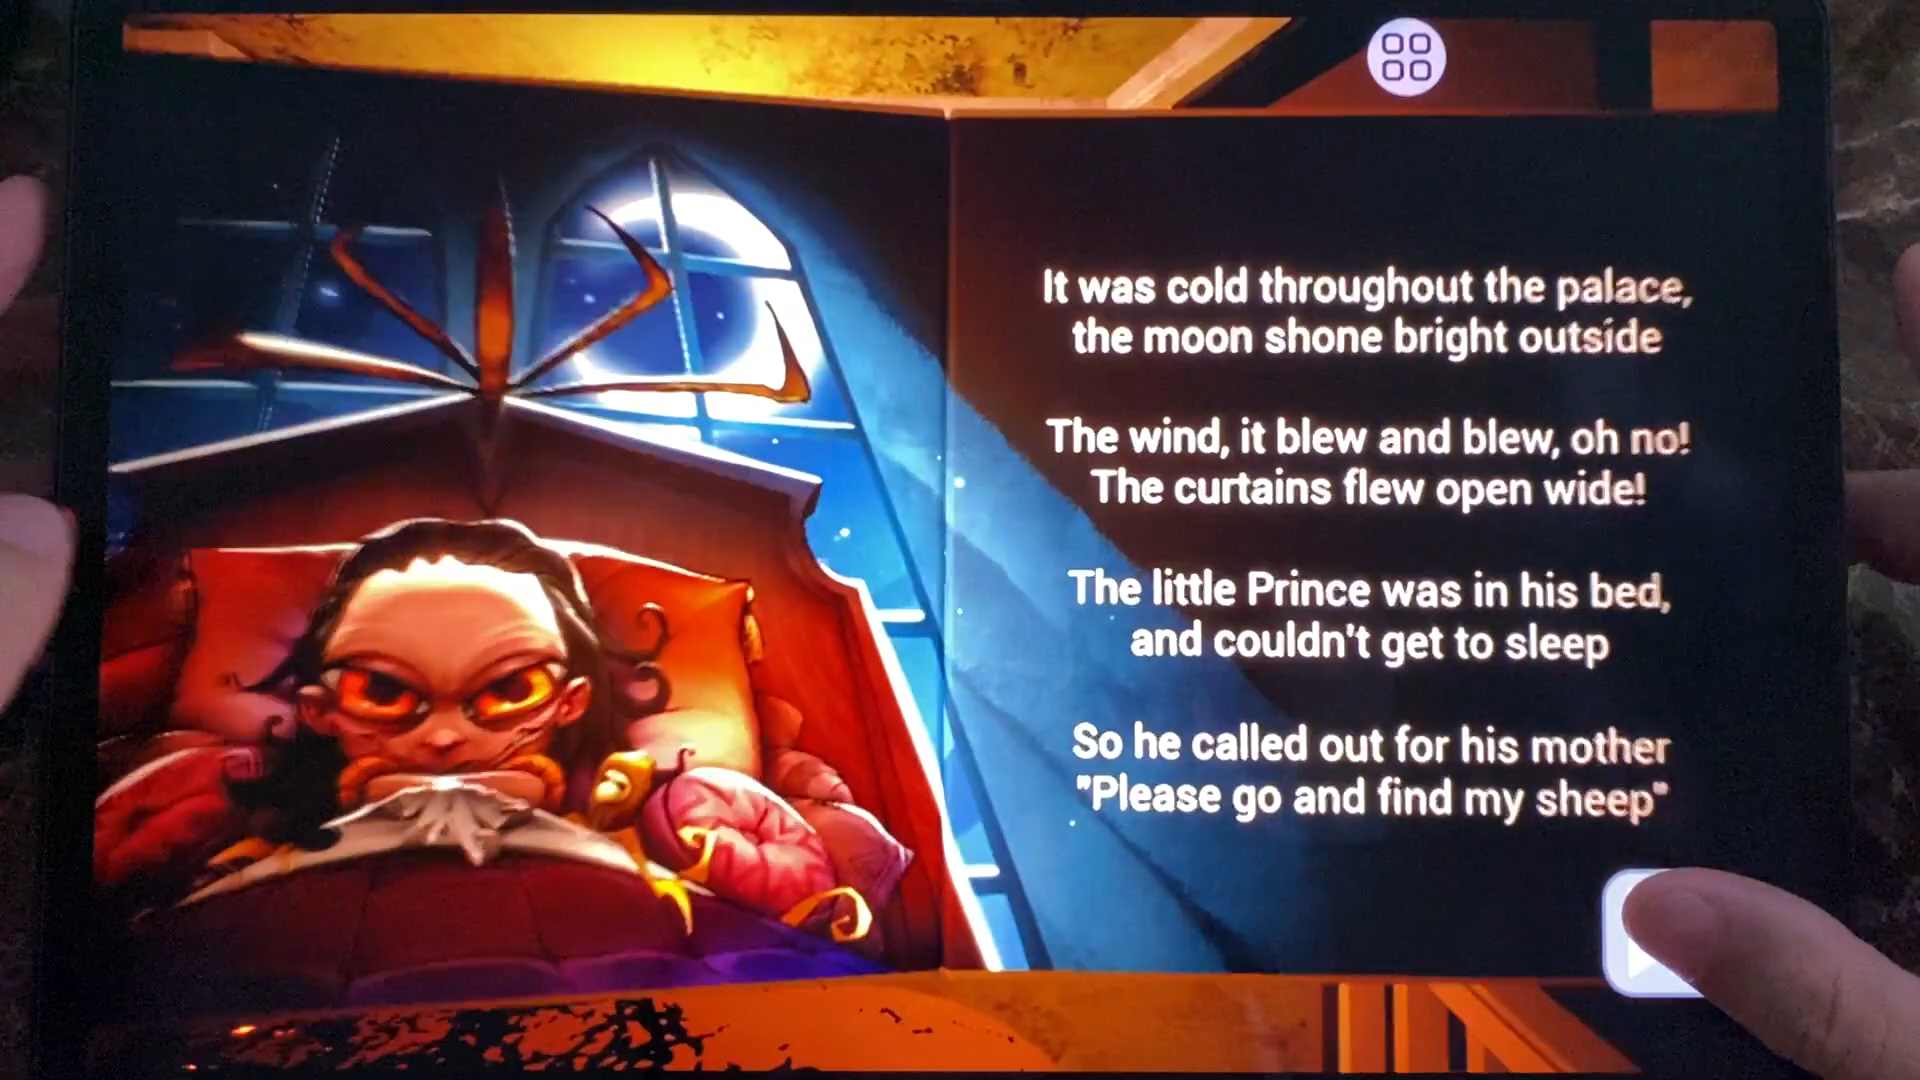 It was cold throughout the palace,
the moon shone bright outside
The wind, it blew and blew, oh no!
The curtains flew open wide!
The little Prince was in his bed,
and couldn't get to sleep
So he called out for his mother
"Please go and find my sheep"